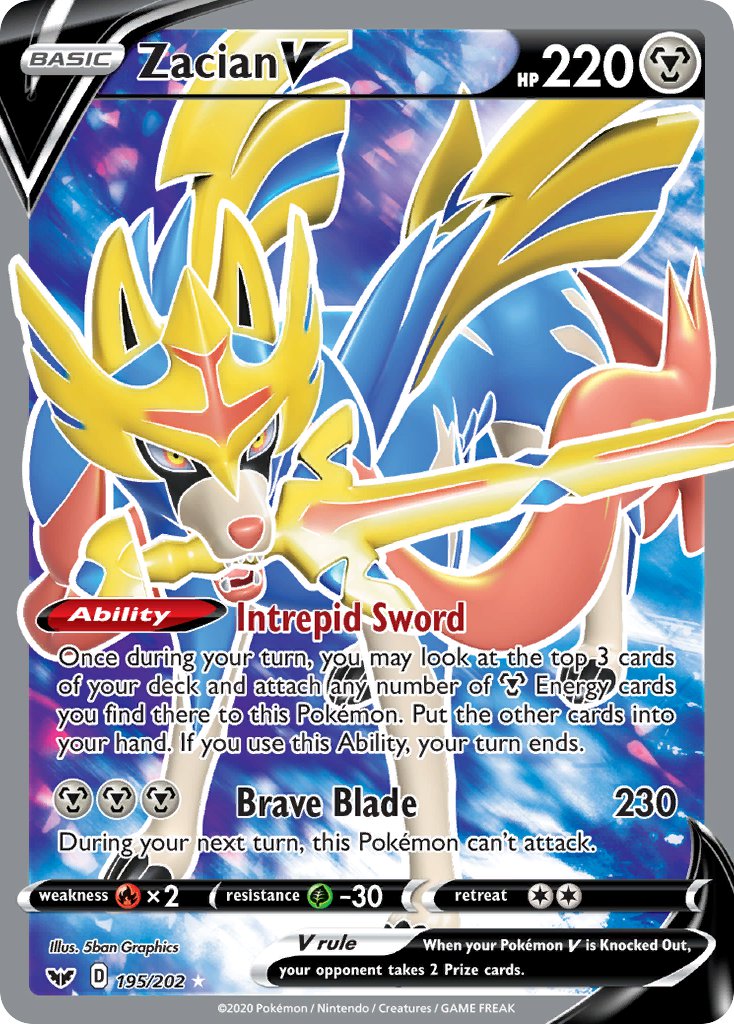 BASIC Zacian V HP 220
Ability Intrepid Sword
Once during your turn, you may look at the top 3 cards
of your deck and attach any number of Energy cards
you find there to this Pokémon. Put the other cards into
your hand. If you use this Ability, your turn ends.
Brave Blade 230
During your next turn, this Pokémon can't attack.
weakness ×2 resistance -30 retreat
Illus. 5ban Graphics
V rule When your Pokémon V is Knocked Out,
your opponent takes 2 Prize cards.
D 195/202
©2020 Pokémon / Nintendo / Creatures / GAME FREAK